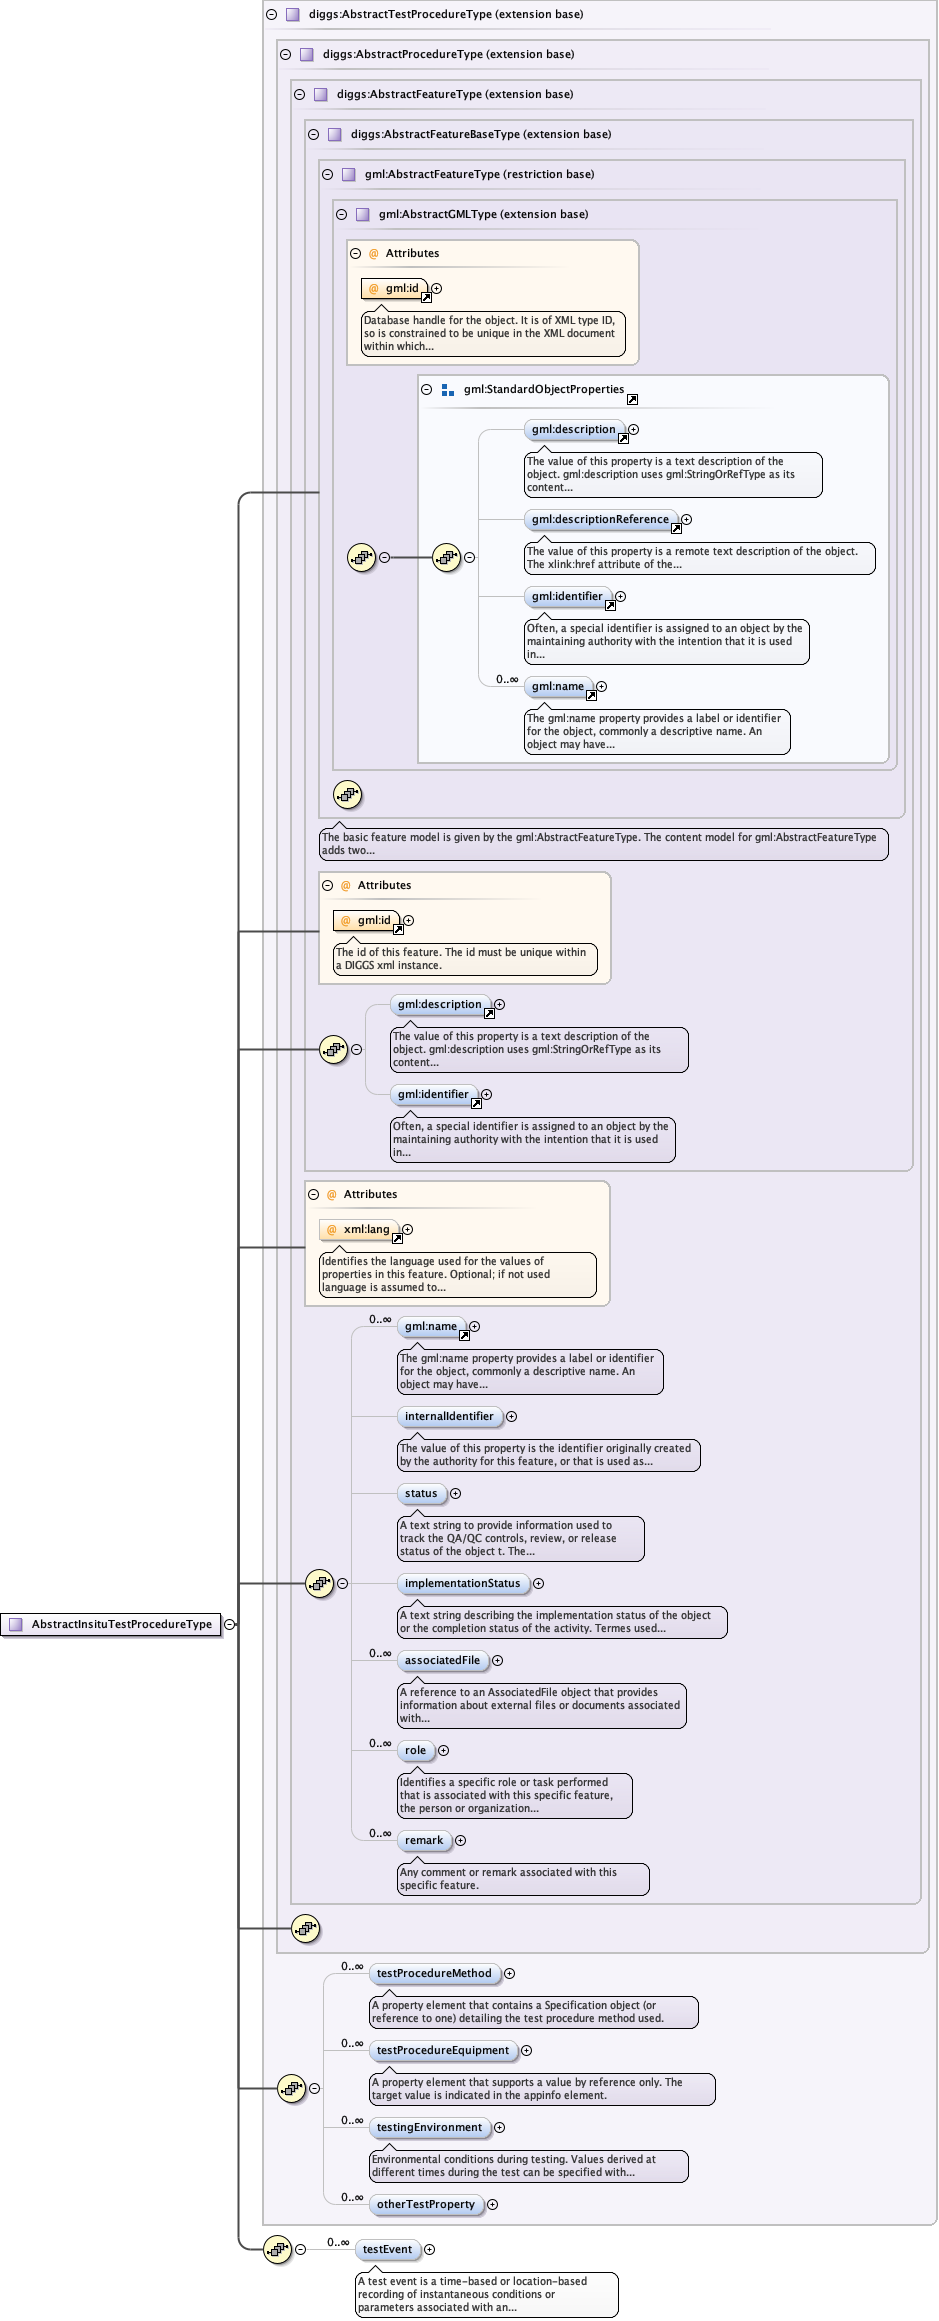 diggs:AbstractTestProcedureType (extension base)
diggs:AbstractProcedureType (extension base)
diggs:AbstractFeatureType (extension base)
diggs:AbstractFeatureBaseType (extension base)
gml:AbstractFeatureType (restriction base)
gml:AbstractGMLType (extension base)
@ Attributes
@ gml:id
Database handle for the object. It is of XML type ID,
so is constrained to be unique in the XML document
within which...
gml:StandardObjectProperties
gml:description
The value of this property is a text description of the
object. gml:description uses gml:StringOrRefType as its
content...
gml:descriptionReference
The value of this property is a remote text description of the object.
The xlink:href attribute of the...
gml:identifier
Often, a special identifier is assigned to an object by the
maintaining authority with the intention that it is used
in...
0..∞
gml:name
The gml:name property provides a label or identifier
for the object, commonly a descriptive name. An
object may have...
The basic feature model is given by the gml:AbstractFeatureType. The content model for gml:AbstractFeatureType
adds two...
@ Attributes
@ gml:id
The id of this feature. The id must be unique within
a DIGGS xml instance.
gml:description
The value of this property is a text description of the
object. gml:description uses gml:StringOrRefType as its
content...
gml:identifier
Often, a special identifier is assigned to an object by the
maintaining authority with the intention that it is used
in...
@ Attributes
@ xml:lang
Identifies the language used for the values of
properties in this feature. Optional; if not used
language is assumed to...
0..∞
gml:name
The gml:name property provides a label or identifier
for the object, commonly a descriptive name. An
object may have...
internalIdentifier
The value of this property is the identifier originally created
by the authority for this feature, or that is used as...
status
A text string to provide information used to
track the QA/QC controls, review, or release
status of the object t. The...
implementationStatus
A text string describing the implementation status of the object
or the completion status of the activity. Termes used...
AbstractInsituTestProcedureType
0..∞
associatedFile
A reference to an AssociatedFile object that provides
information about external files or documents associated
with...
0..∞
role
Identifies a specific role or task performed
that is associated with this specific feature,
the person or organization...
0..∞
remark
Any comment or remark associated with this
specific feature.
0..∞
testProcedureMethod
A property element that contains a Specification object (or
reference to one) detailing the test procedure method used.
0..∞
testProcedureEquipment
A property element that supports a value by reference only. The
target value is indicated in the appinfo element.
0..∞
testingEnvironment
Environmental conditions during testing. Values derived at
different times during the test can be specified with...
0..∞
otherTestProperty
0..∞
testEvent
A test event is a time-based or location-based
recording of instantaneous conditions or
parameters associated with an...